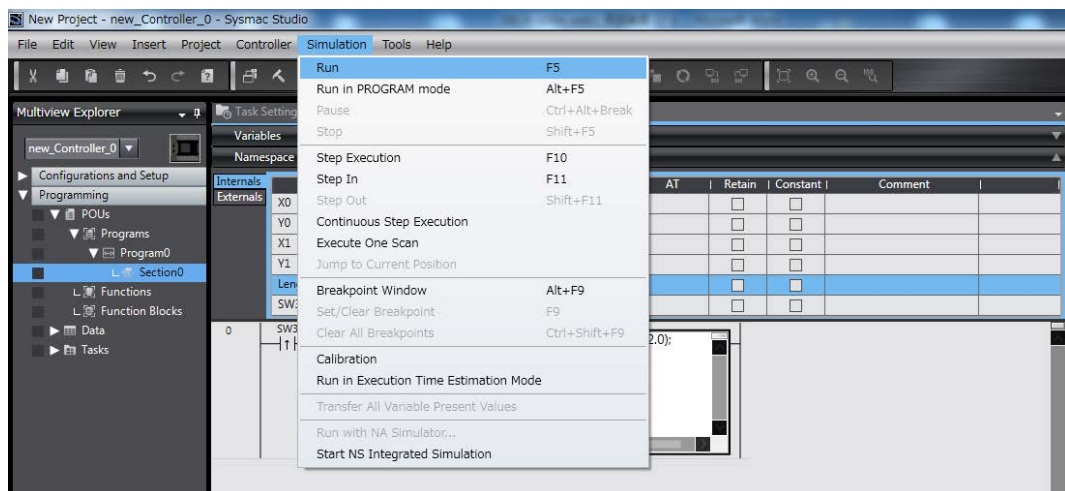 New Project - new_Controller_0 - Sysmac Studio
File Edit View Insert Project Controller Simulation Tools Help
Run F5
Run in PROGRAM mode Alt+F5
Pause Ctrl+Alt+Break
Stop Shift+F5
Step Execution F10
Step In F11
Step Out Shift+F11
Continuous Step Execution
Execute One Scan
Jump to Current Position
Breakpoint Window Alt+F9
Set/Clear Breakpoint F9
Clear All Breakpoints Ctrl+Shift+F9
Calibration
Run in Execution Time Estimation Mode
Transfer All Variable Present Values
Run with NA Simulator...
Start NS Integrated Simulation
Multiview Explorer
new_Controller_0
Configurations and Setup
Programming
POUs
Programs
Program0
Section0
Functions
Function Blocks
Data
Tasks
Task Setting
Variables
Namespace
Internals
Externals
AT Retain Constant Comment
X0
Y0
X1
Y1
Len
SW3
0 SW3
2.0);